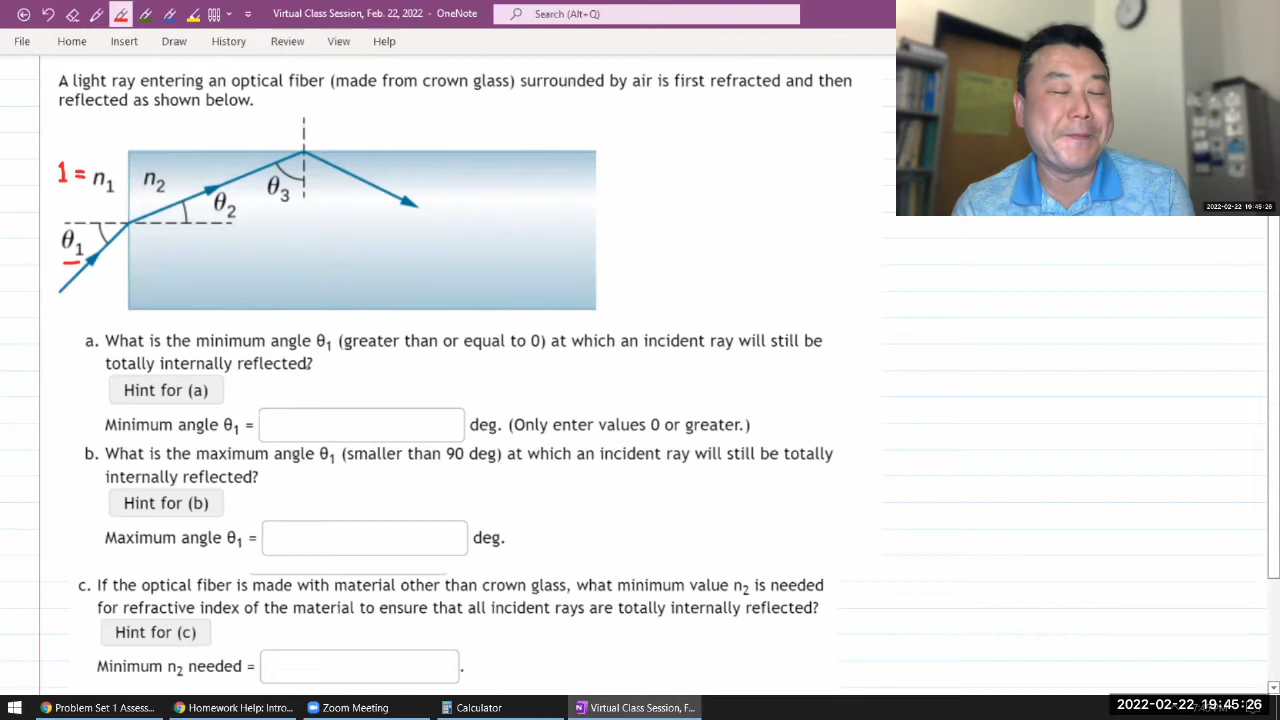 Virtual Class Session, Feb. 22, 2022 - OneNote
Search (Alt+Q)
File Home Insert Draw History Review View Help
A light ray entering an optical fiber (made from crown glass) surrounded by air is first refracted and then
reflected as shown below.
1 = n₁ n₂
θ₃
θ₂
θ₁
a. What is the minimum angle θ₁ (greater than or equal to 0) at which an incident ray will still be
totally internally reflected?
Hint for (a)
Minimum angle θ₁ = deg. (Only enter values 0 or greater.)
b. What is the maximum angle θ₁ (smaller than 90 deg) at which an incident ray will still be totally
internally reflected?
Hint for (b)
Maximum angle θ₁ = deg.
c. If the optical fiber is made with material other than crown glass, what minimum value n₂ is needed
for refractive index of the material to ensure that all incident rays are totally internally reflected?
Hint for (c)
Minimum n₂ needed = .
2022-02-22 19:45:26
Problem Set 1 Assess... Homework Help: Intro... Zoom Meeting Calculator Virtual Class Session, F... 2022-02-22 19:45:26